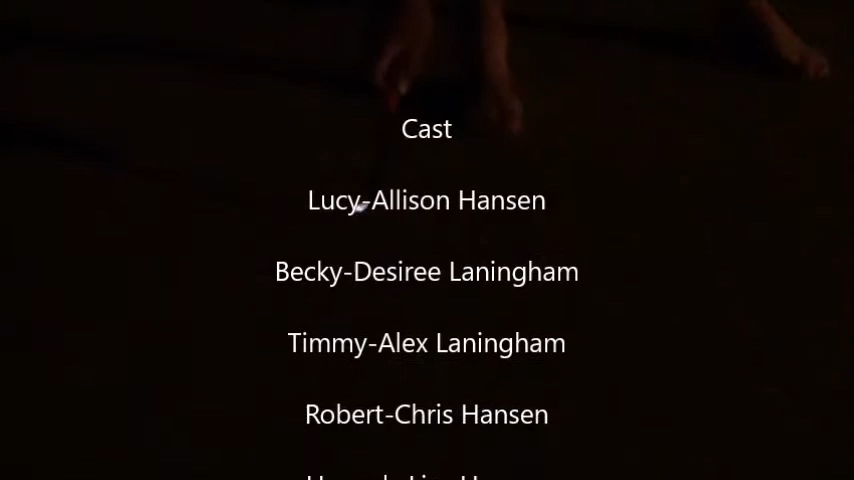 Cast
Lucy-Allison Hansen
Becky-Desiree Laningham
Timmy-Alex Laningham
Robert-Chris Hansen